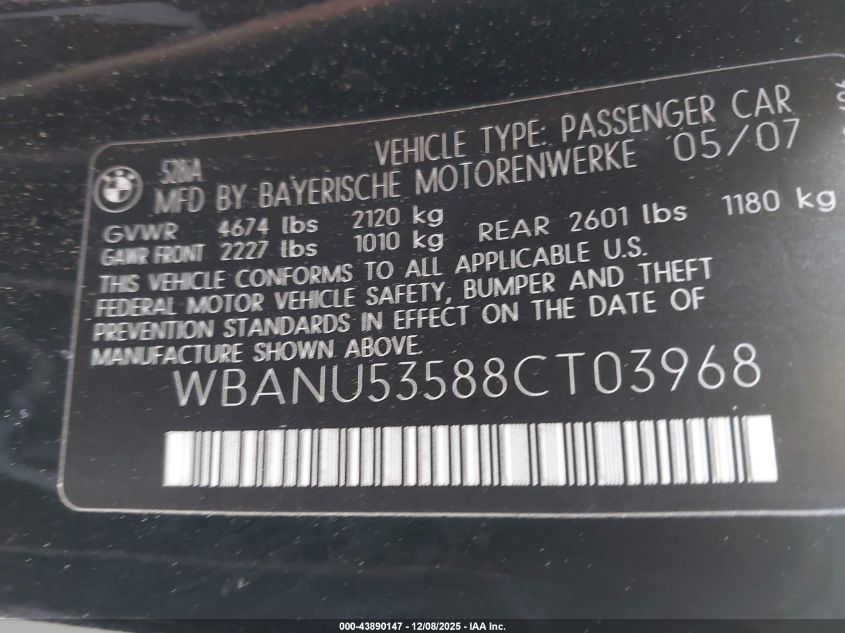 528iA
VEHICLE TYPE: PASSENGER CAR
MFD BY BAYERISCHE MOTORENWERKE 05/07
GVWR 4674 lbs 2120 kg
GAWR FRONT 2227 lbs 1010 kg REAR 2601 lbs 1180 kg
THIS VEHICLE CONFORMS TO ALL APPLICABLE U.S.
FEDERAL MOTOR VEHICLE SAFETY, BUMPER AND THEFT
PREVENTION STANDARDS IN EFFECT ON THE DATE OF
MANUFACTURE SHOWN ABOVE.
WBANU53588CT03968
000-43890147 - 12/08/2025 - IAA Inc.